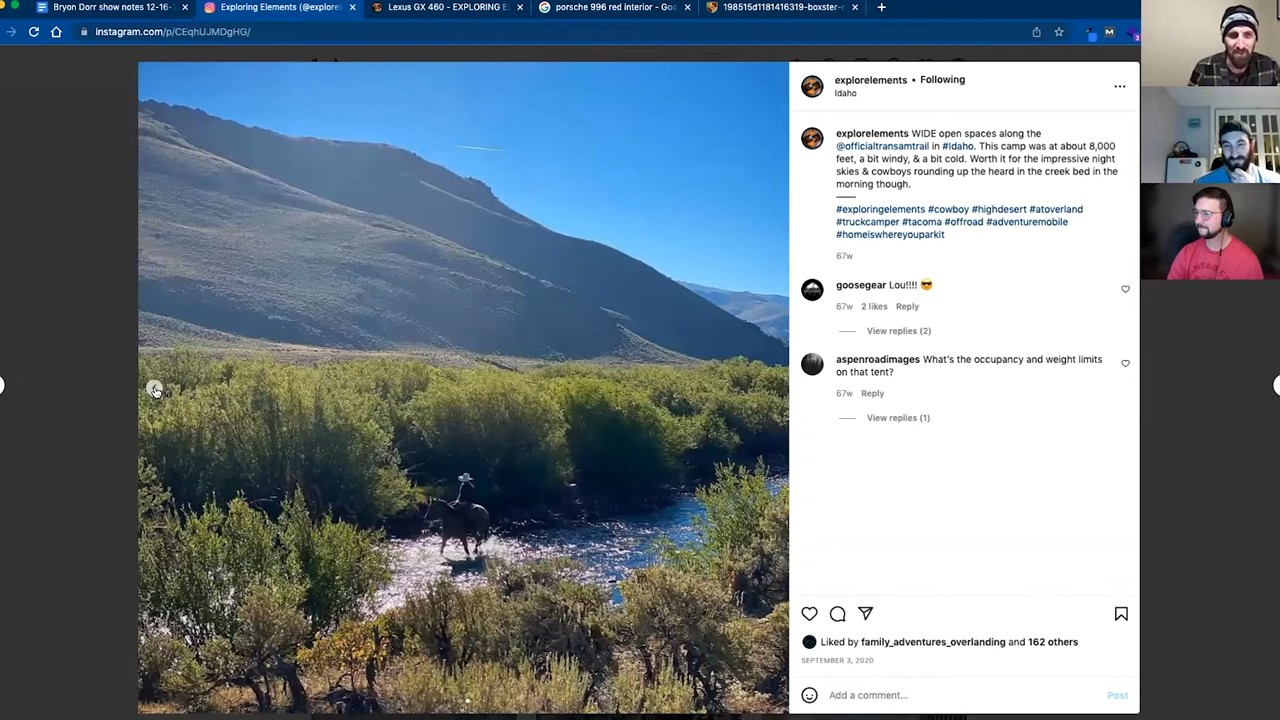 Bryon Dorr show notes 12-16-
Exploring Elements (@explore
Lexus GX 460 - EXPLORING E
porsche 996 red interior - Goo
198515d1181416319-boxster-
instagram.com/p/CEqhUJMDgHG/
explorelements • Following
Idaho
explorelements WIDE open spaces along the
@officialtransamtrail in #Idaho. This camp was at about 8,000
feet, a bit windy, & a bit cold. Worth it for the impressive night
skies & cowboys rounding up the heard in the creek bed in the
morning though.
#exploringelements #cowboy #highdesert #atoverland
#truckcamper #tacoma #offroad #adventuremobile
#homeiswhereyouparkit
67w
goosegear Lou!!!! 😎
67w 2 likes Reply
View replies (2)
aspenroadimages What's the occupancy and weight limits
on that tent?
67w Reply
View replies (1)
Liked by family_adventures_overlanding and 162 others
SEPTEMBER 3, 2020
Add a comment...
Post